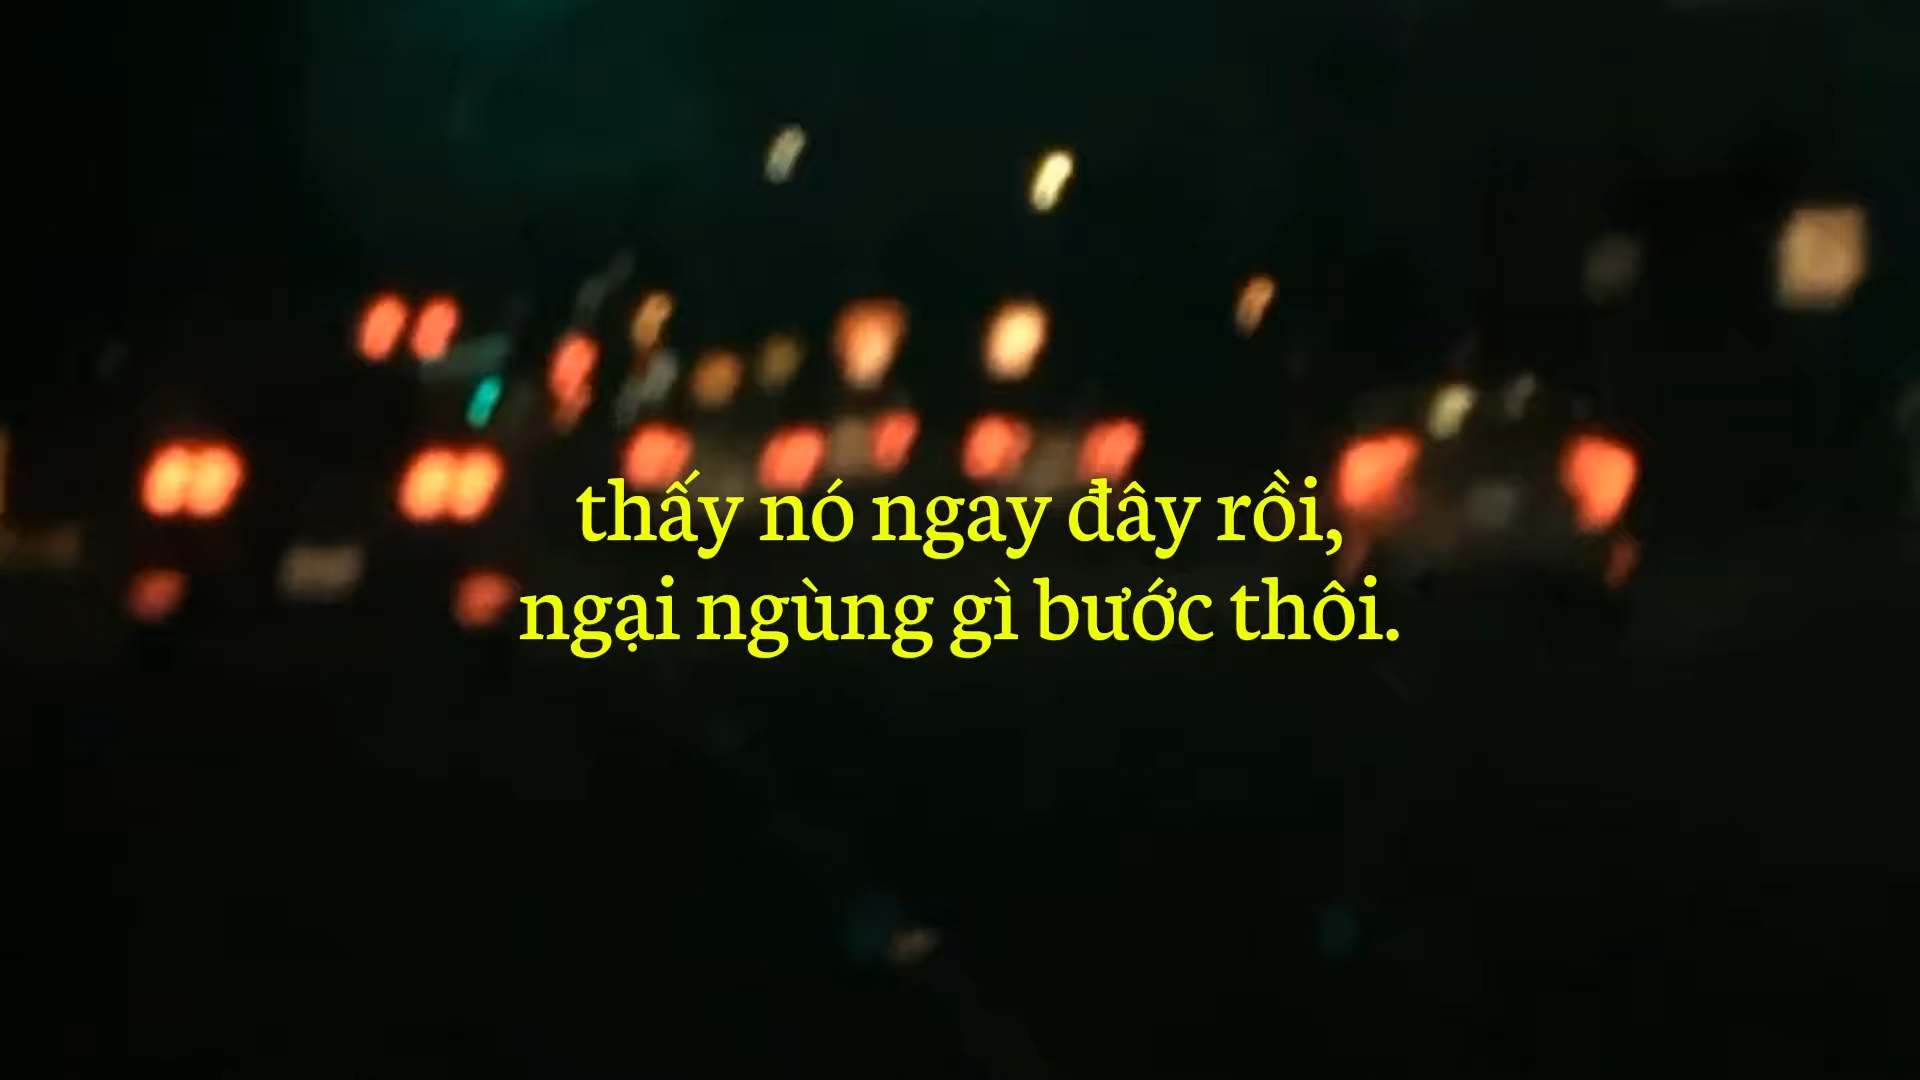 thấy nó ngay đây rồi,
ngại ngùng gì bước thôi.